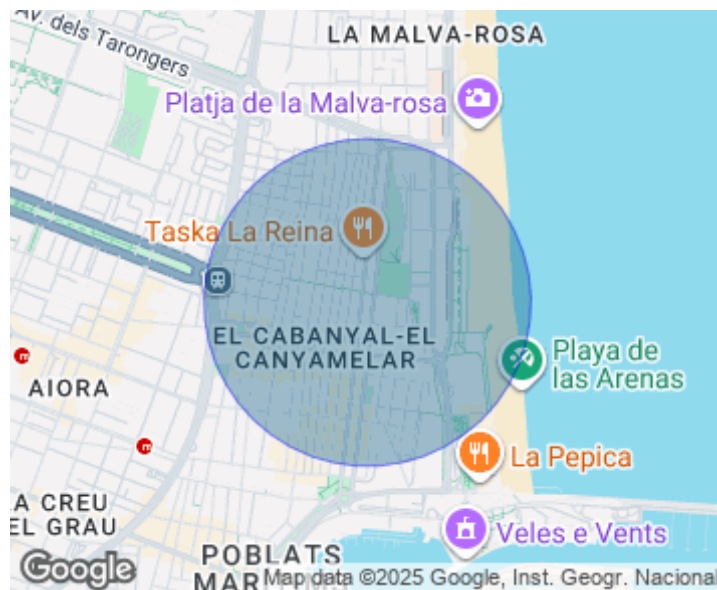 LA MALVA-ROSA
Av. dels Tarongers
Platja de la Malva-rosa
Taska La Reina
EL CABANYAL-EL
CANYAMELAR
Playa de
las Arenas
AIORA
La Pepica
A CREU
EL GRAU
Veles e Vents
POBLATS
Google
Map data ©2025 Google, Inst. Geogr. Nacional